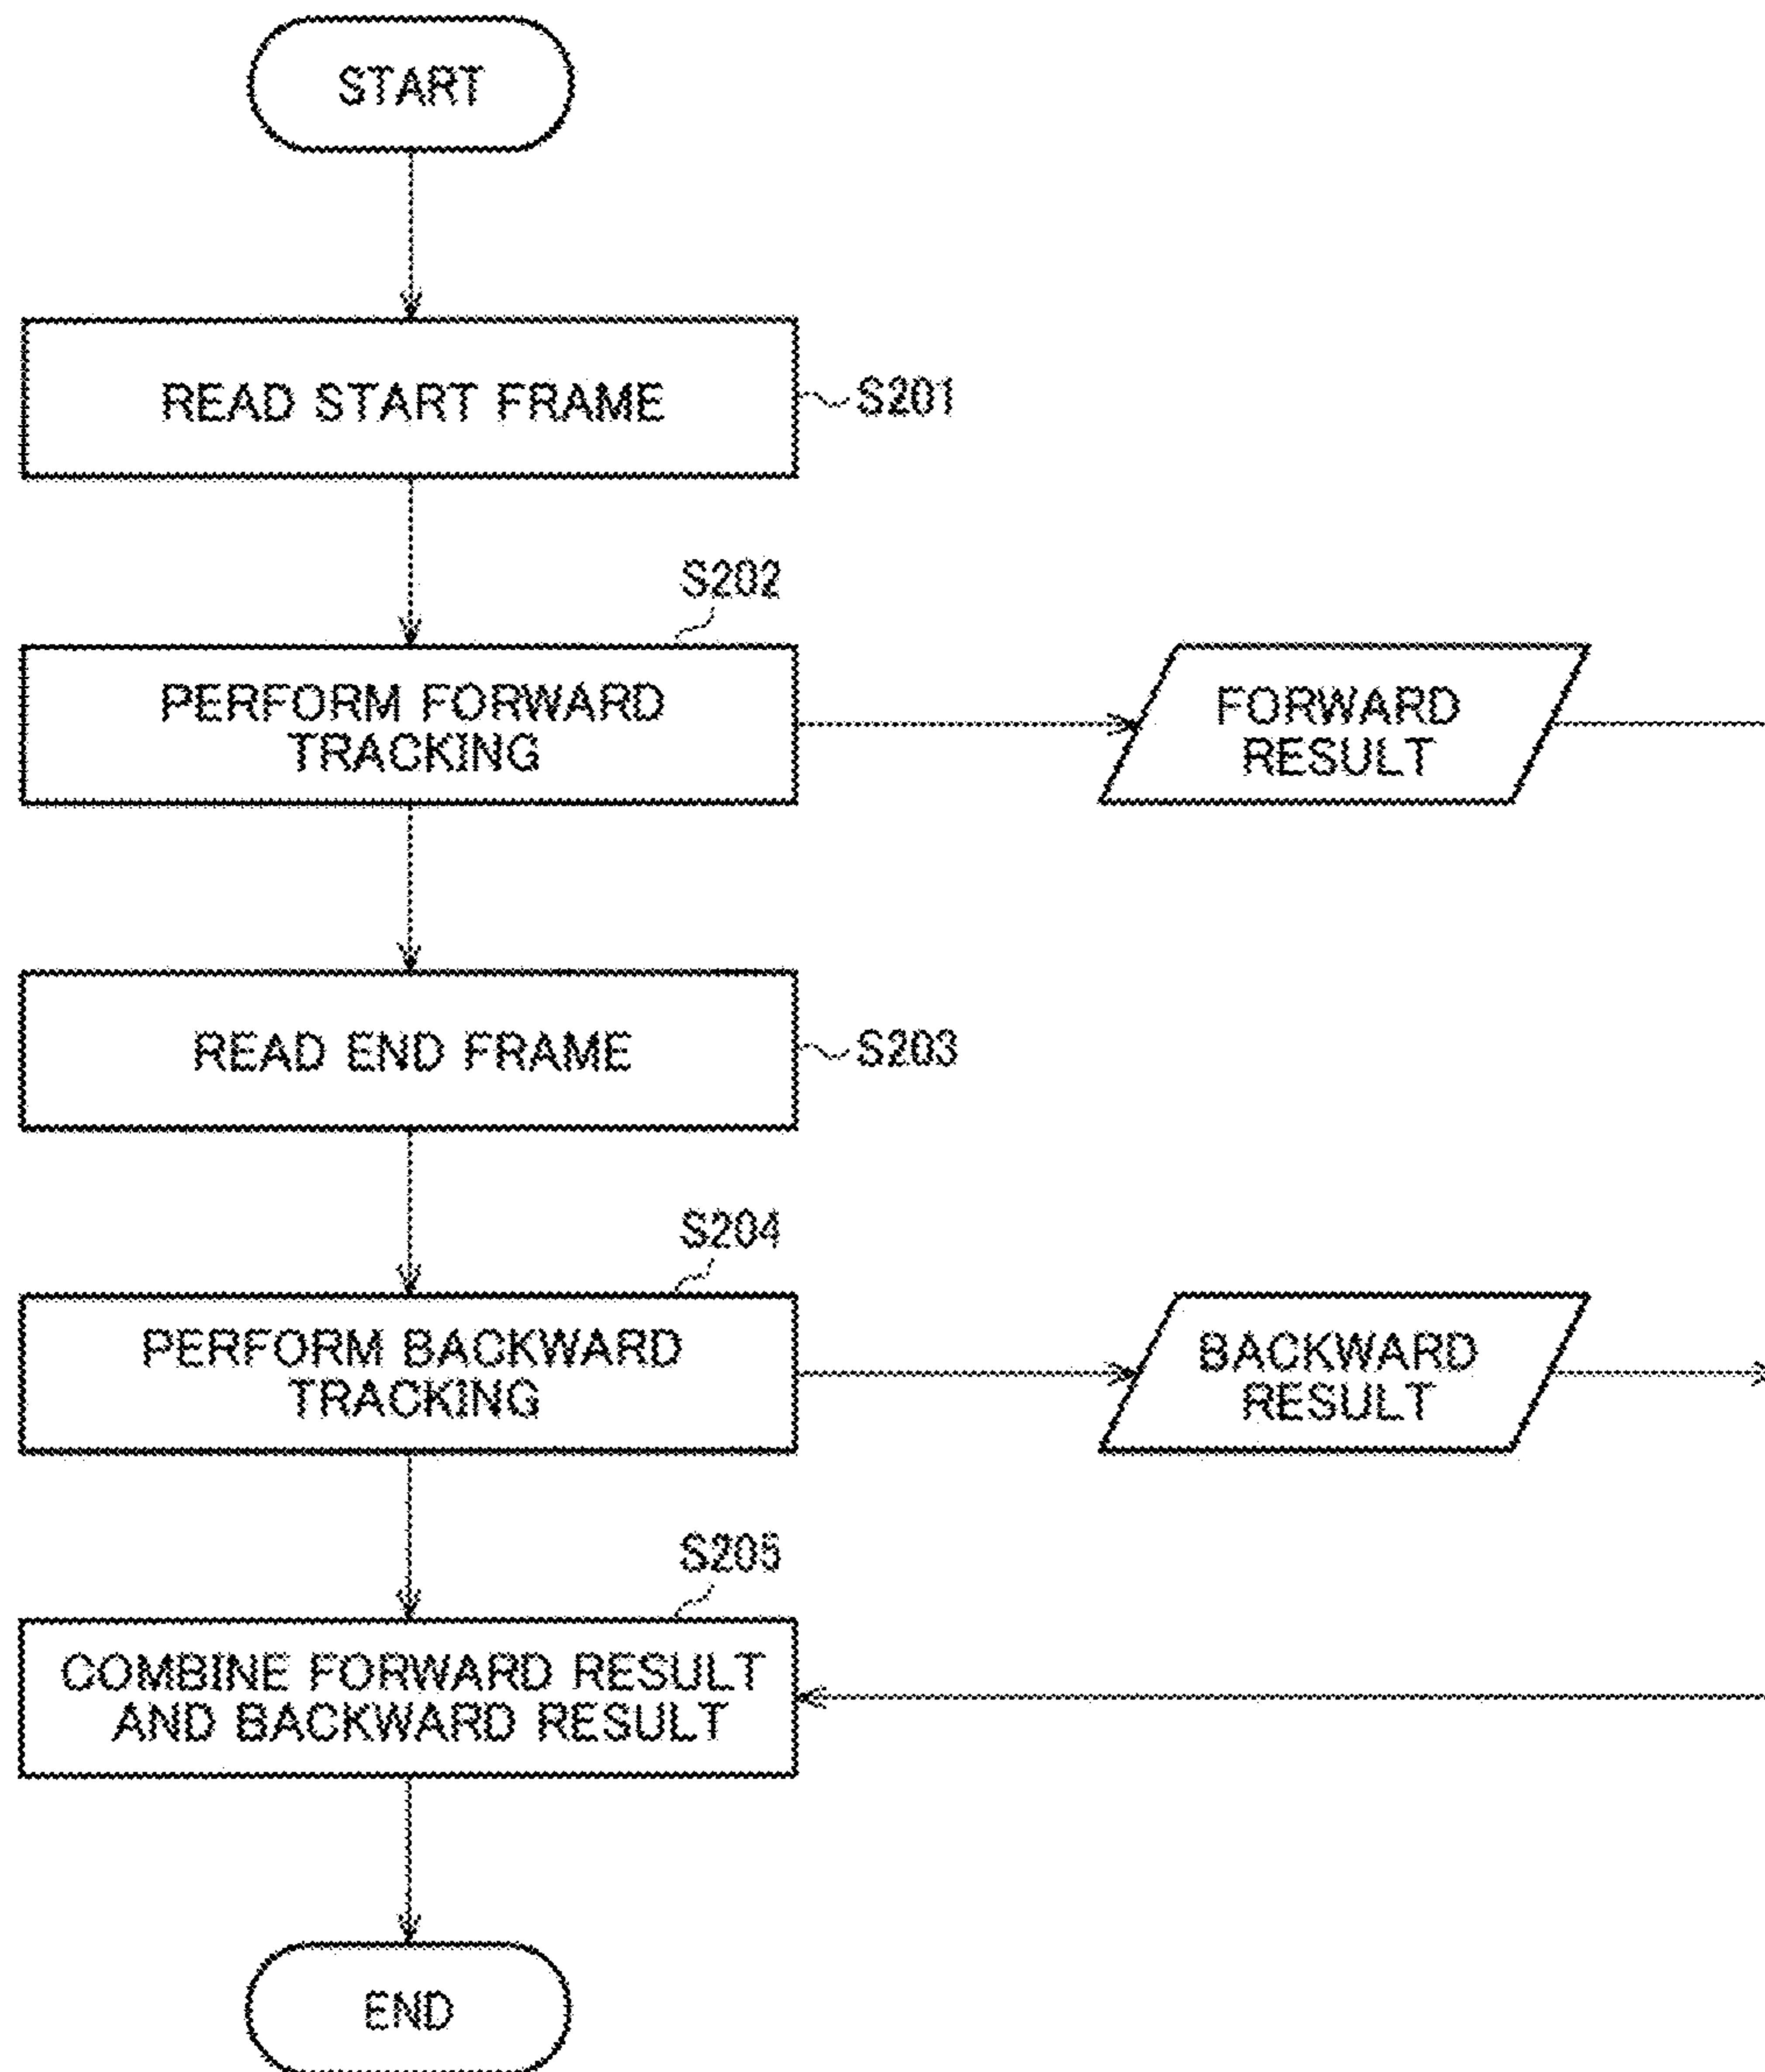 START
READ START FRAME
S201
S202
PERFORM FORWARD
TRACKING
FORWARD
RESULT
READ END FRAME
S203
S204
PERFORM BACKWARD
TRACKING
BACKWARD
RESULT
S205
COMBINE FORWARD RESULT
AND BACKWARD RESULT
END